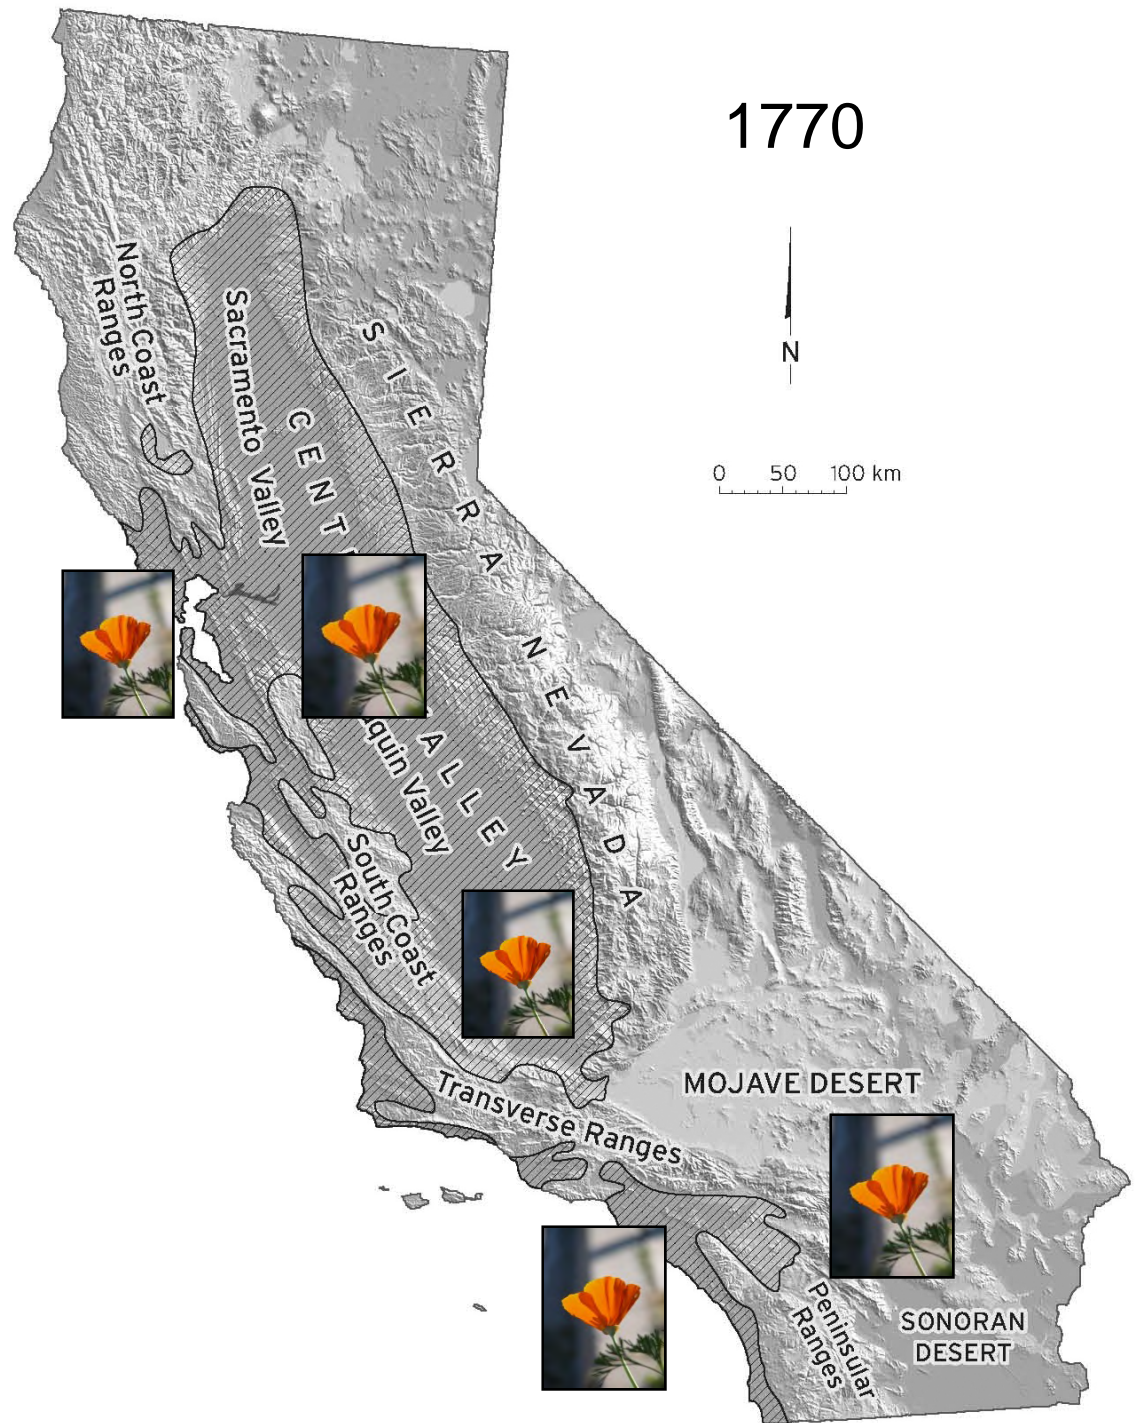 1770
N
0 50 100 km
North Coast
Ranges
Sacramento Valley
SIERRA NEVADA
CENT
ALLEY
quin Valley
South Coast
Ranges
MOJAVE DESERT
Transverse Ranges
Peninsular
Ranges
SONORAN
DESERT